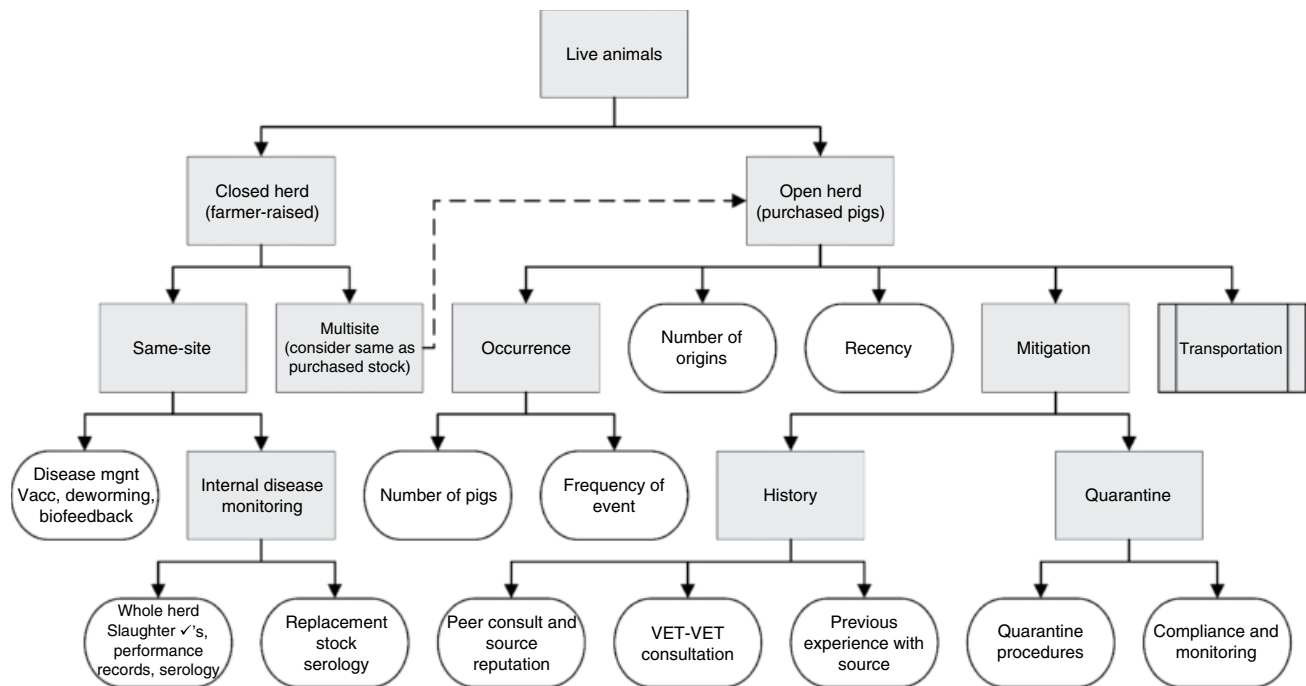 Live animals
Closed herd
(farmer-raised)
Open herd
(purchased pigs)
Same-site
Multisite
(consider same as
purchased stock)
Occurrence
Number of
origins
Recency
Mitigation
Transportation
Disease mgnt
Vacc, deworming,
biofeedback
Internal disease
monitoring
Number of pigs
Frequency of
event
History
Quarantine
Whole herd
Slaughter ✓'s,
performance
records, serology
Replacement
stock
serology
Peer consult and
source
reputation
VET-VET
consultation
Previous
experience with
source
Quarantine
procedures
Compliance and
monitoring